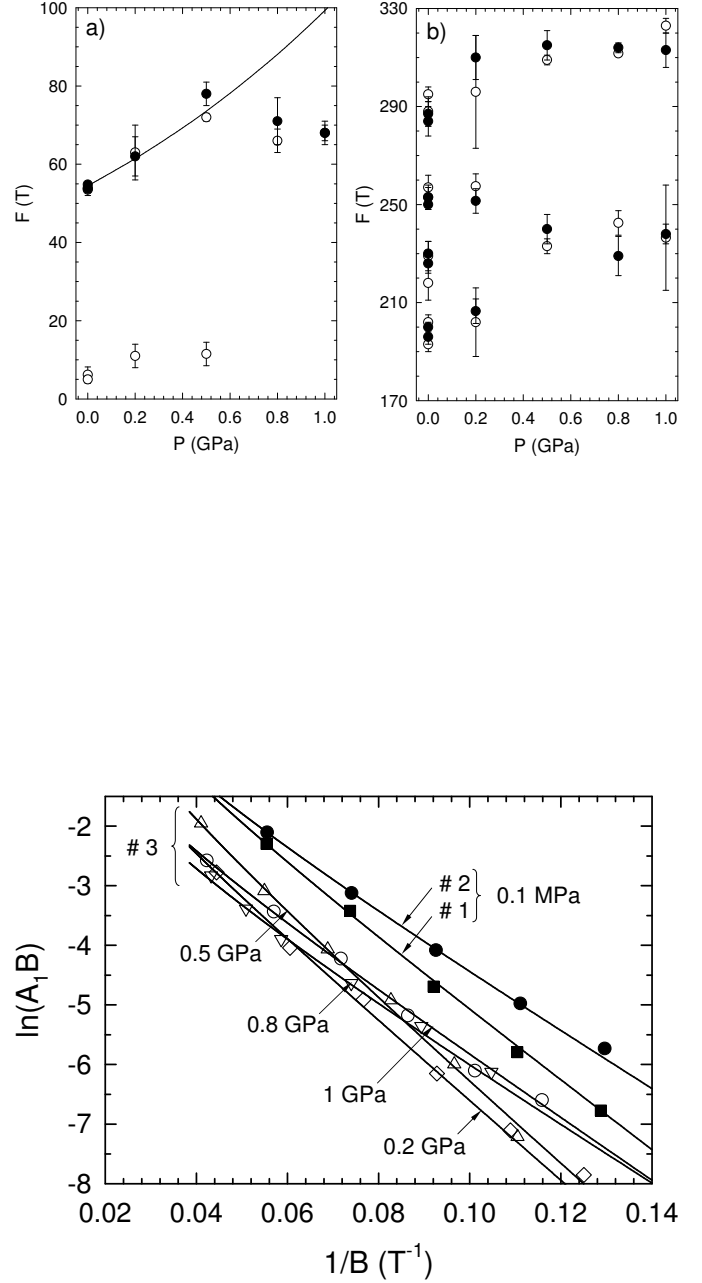 a)
100
80
60
40
20
0
F (T)
0.0 0.2 0.4 0.6 0.8 1.0
P (GPa)
b)
330
290
250
210
170
F (T)
0.0 0.2 0.4 0.6 0.8 1.0
P (GPa)
-2
-3
-4
-5
-6
-7
-8
ln(A₁B)
# 3
# 2
# 1
0.1 MPa
0.5 GPa
0.8 GPa
1 GPa
0.2 GPa
0.02 0.04 0.06 0.08 0.10 0.12 0.14
1/B (T⁻¹)